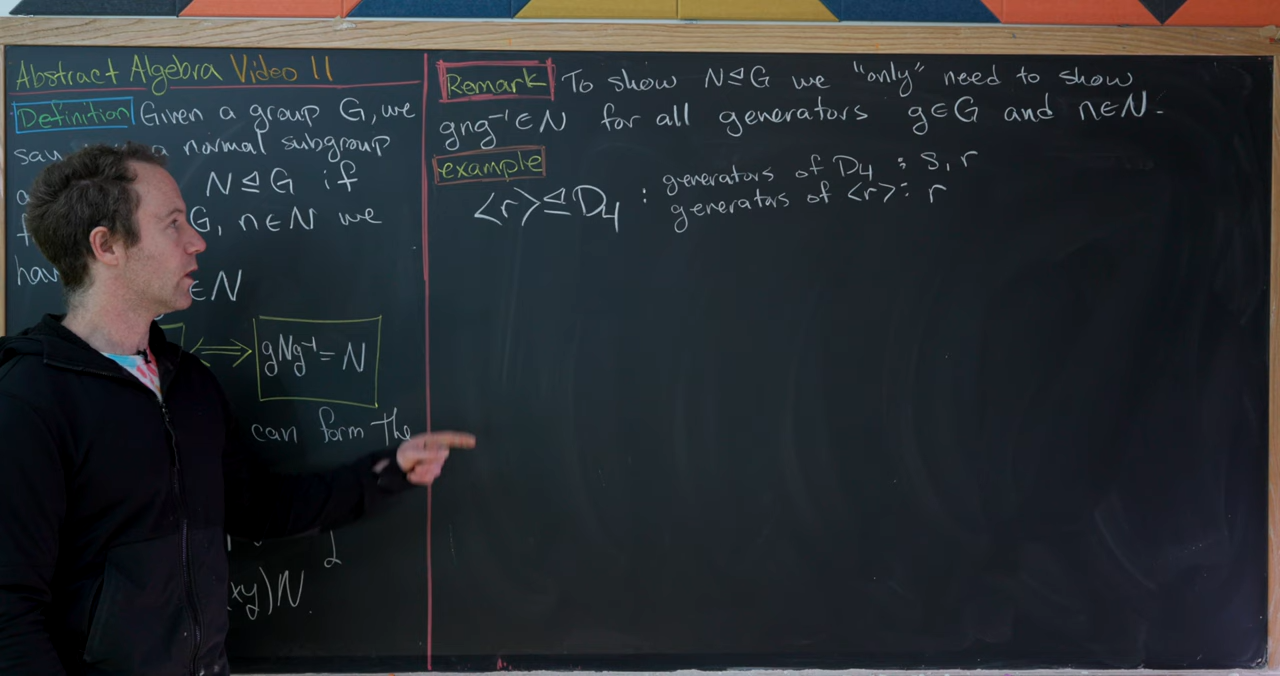 Abstract Algebra Video 11
Definition Given a group G, we
say a normal subgroup
N⊴G if
G, n∈N we
hav
∈N
⟺ gNg⁻¹ = N
can form the
xy)N.
Remark To show N⊴G we "only" need to show
gng⁻¹∈N for all generators g∈G and n∈N.
example
<r>⊴D₄ : generators of D₄ : s, r
generators of <r> : r